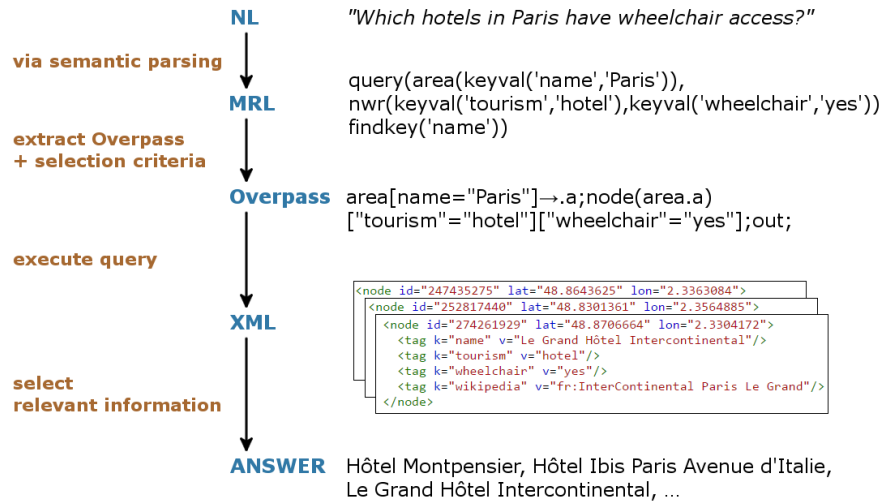 NL "Which hotels in Paris have wheelchair access?"
via semantic parsing
MRL
query(area(keyval('name','Paris')),
nwr(keyval('tourism','hotel'),keyval('wheelchair','yes'))
findkey('name'))
extract Overpass
+ selection criteria
Overpass
area[name="Paris"]→.a;node(area.a)
["tourism"="hotel"]["wheelchair"="yes"];out;
execute query
XML
<node id="247435275" lat="48.8643625" lon="2.3363084">
<node id="252817440" lat="48.8301361" lon="2.3564885">
<node id="274261929" lat="48.8706664" lon="2.3304172">
<tag k="name" v="Le Grand Hôtel Intercontinental"/>
<tag k="tourism" v="hotel"/>
<tag k="wheelchair" v="yes"/>
<tag k="wikipedia" v="fr:InterContinental Paris Le Grand"/>
</node>
select
relevant information
ANSWER
Hôtel Montpensier, Hôtel Ibis Paris Avenue d'Italie,
Le Grand Hôtel Intercontinental, ...